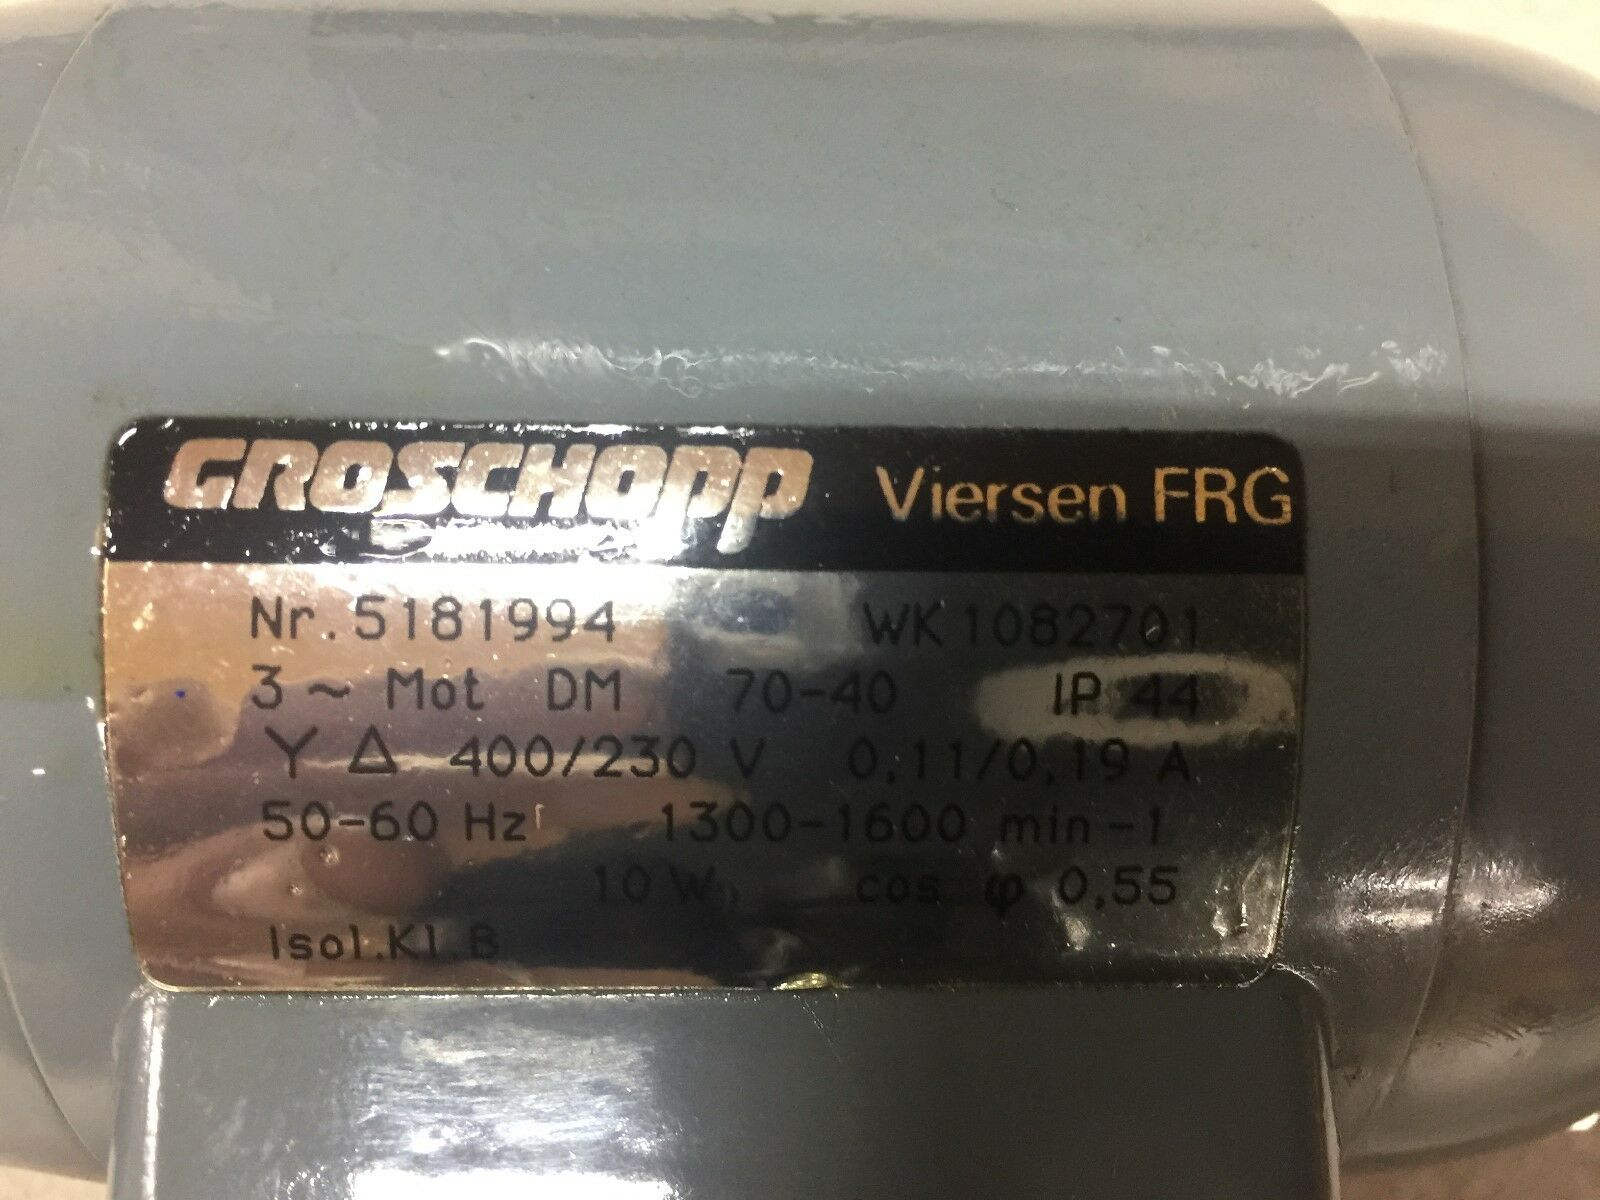 GROSCHOPP Viersen FRG
Nr. 5181994 WK 1082701
3 ~ Mot DM 70-40 IP 44
Y Δ 400/230 V 0,11/0,19 A
50-60 Hz 1300-1600 min-1
10 W cos φ 0,55
Isol.Kl.B